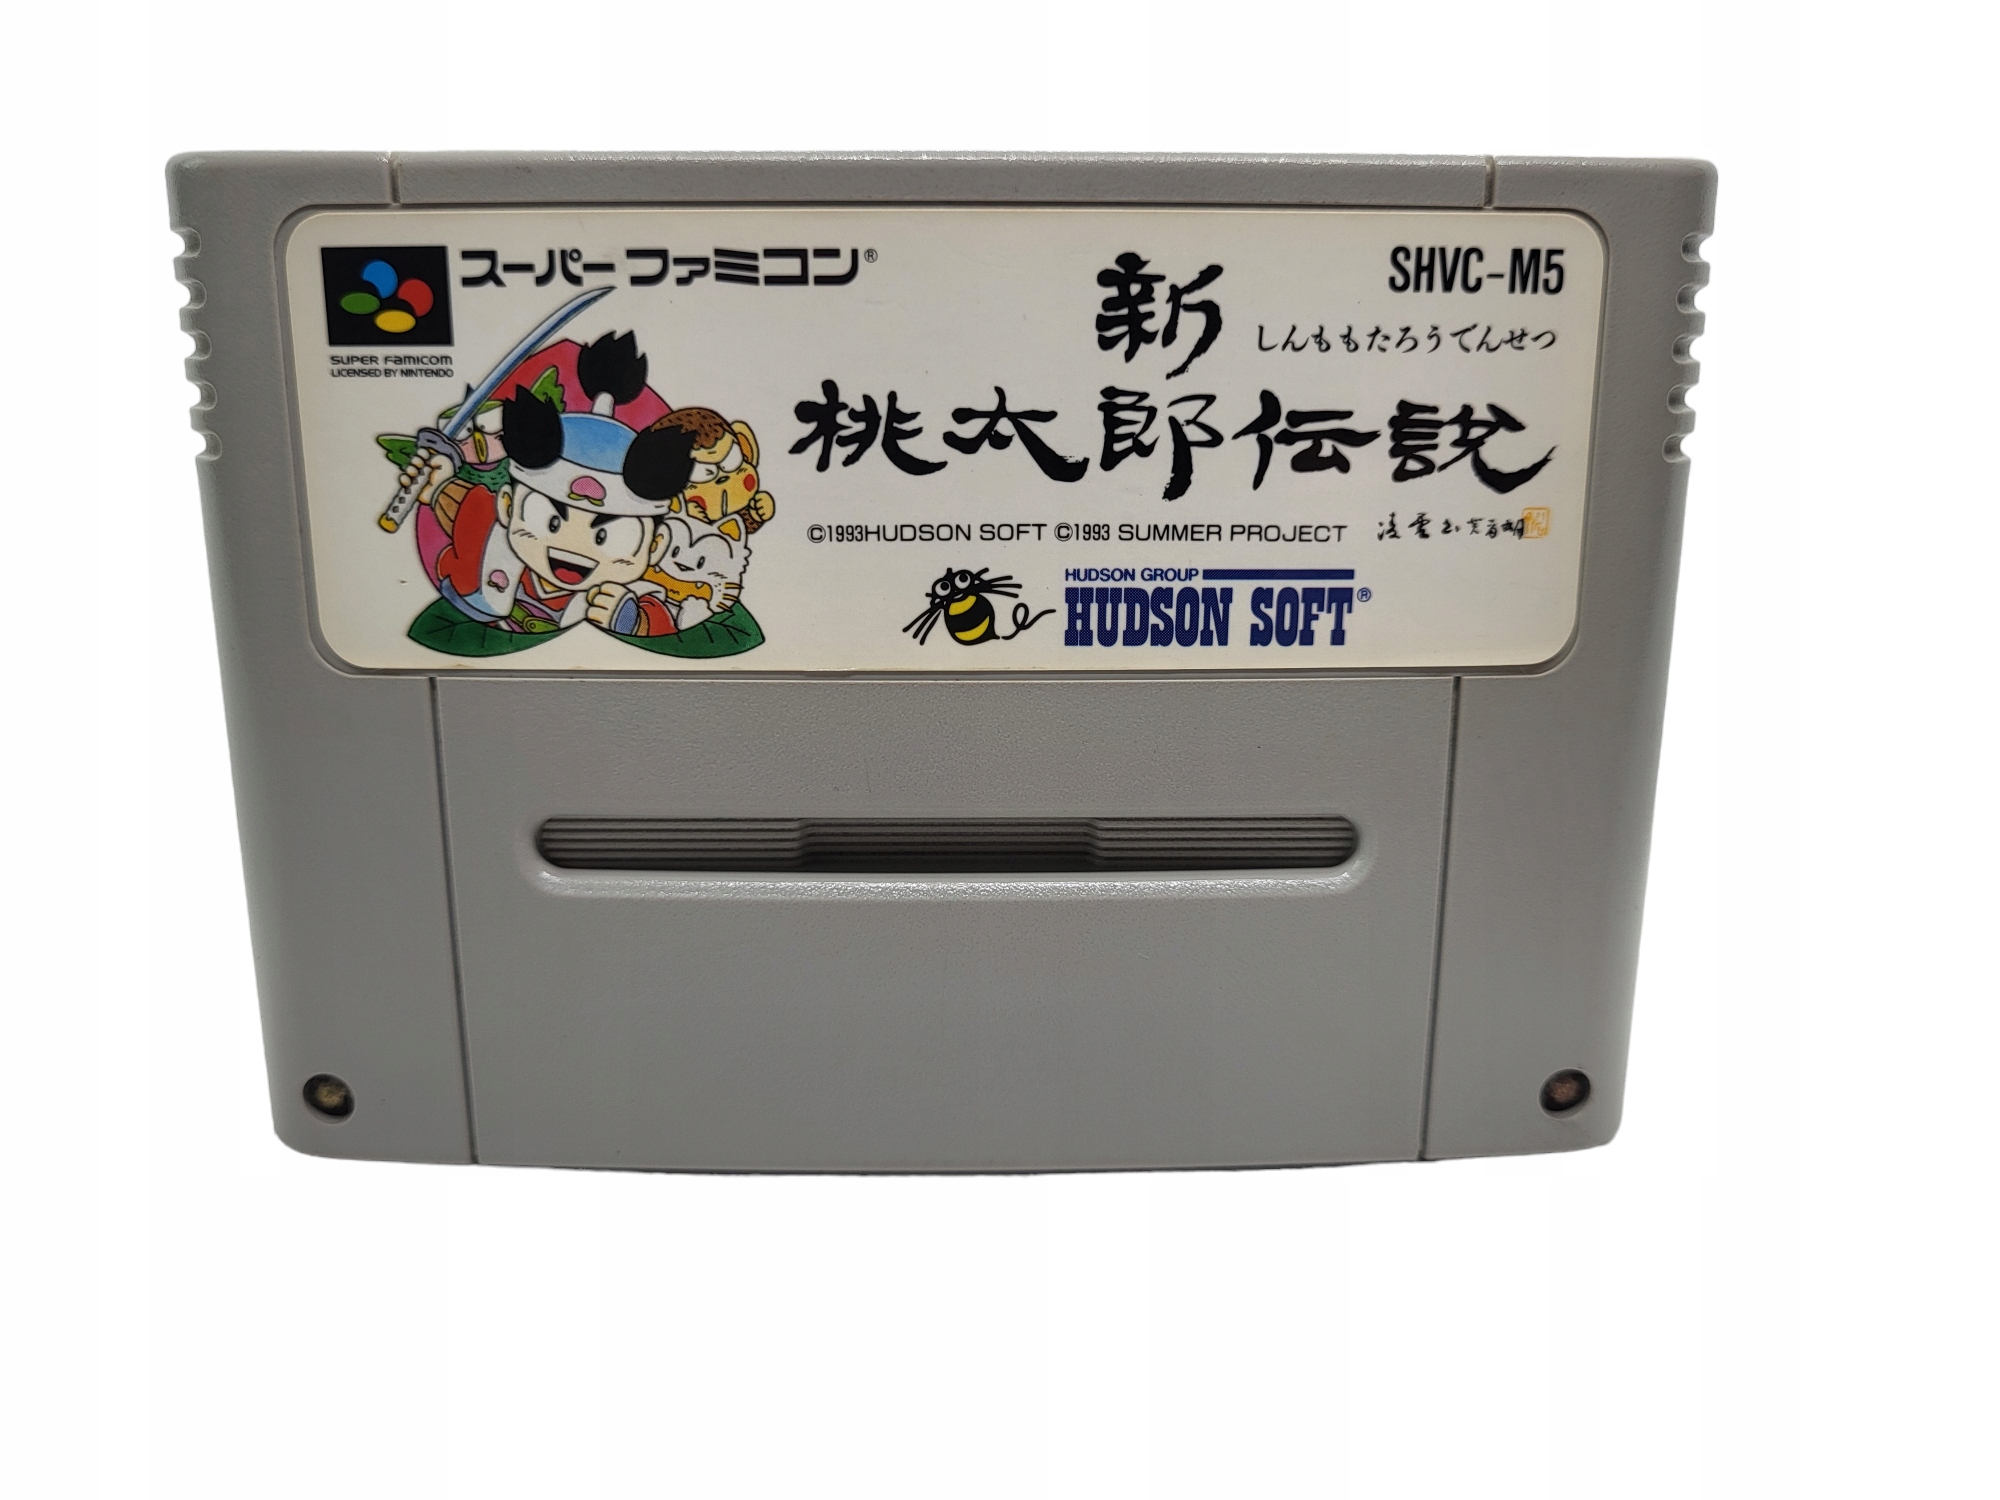 スーパーファミコン®
SUPER FAMICOM
LICENSED BY NINTENDO
SHVC-M5
新
しんももたろうでんせつ
桃太郎伝説
©1993HUDSON SOFT ©1993 SUMMER PROJECT
HUDSON GROUP
HUDSON SOFT®